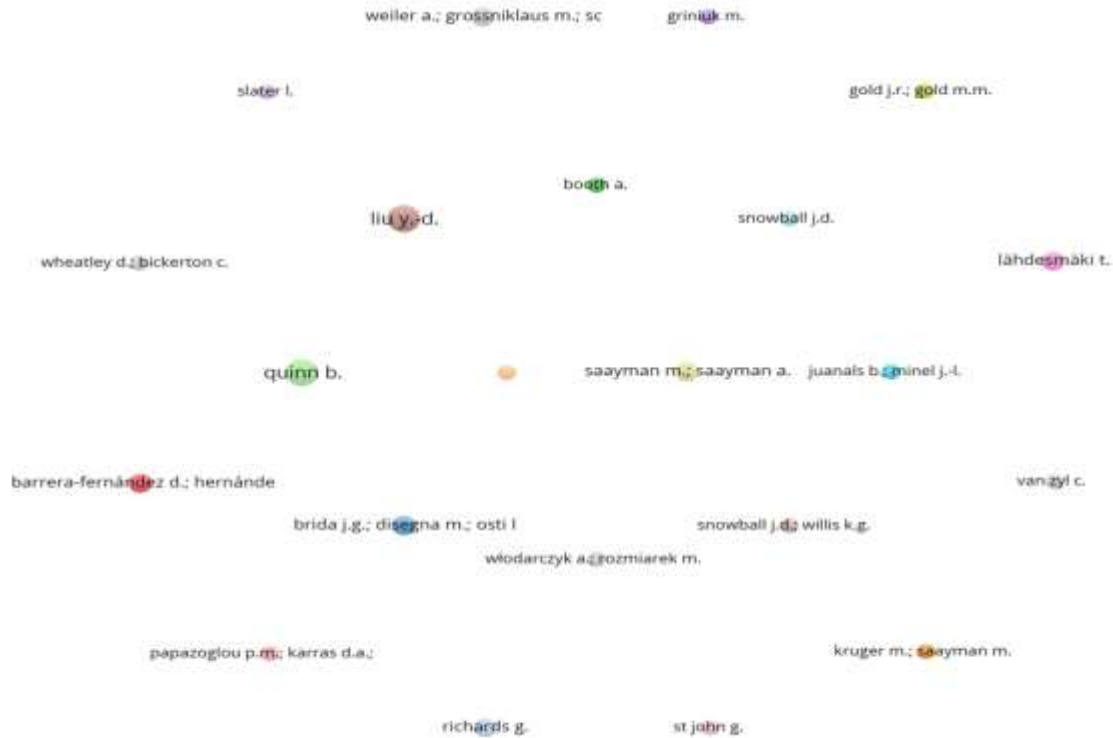 weiler a.; grossniklaus m.; sc
griniuk m.
slater l.
gold j.r.; gold m.m.
booth a.
liu y.-d.
snowball j.d.
wheatley d.; bickerton c.
lähdesmäki t.
quinn b.
saayman m.; saayman a.
juanals b.; minel j.-l.
barrera-fernández d.; hernánde
van zyl c.
brida j.g.; disegna m.; osti l
snowball j.d.; willis k.g.
włodarczyk a.; rozmiarek m.
papazoglou p.m.; karras d.a.;
kruger m.; saayman m.
richards g.
st john g.